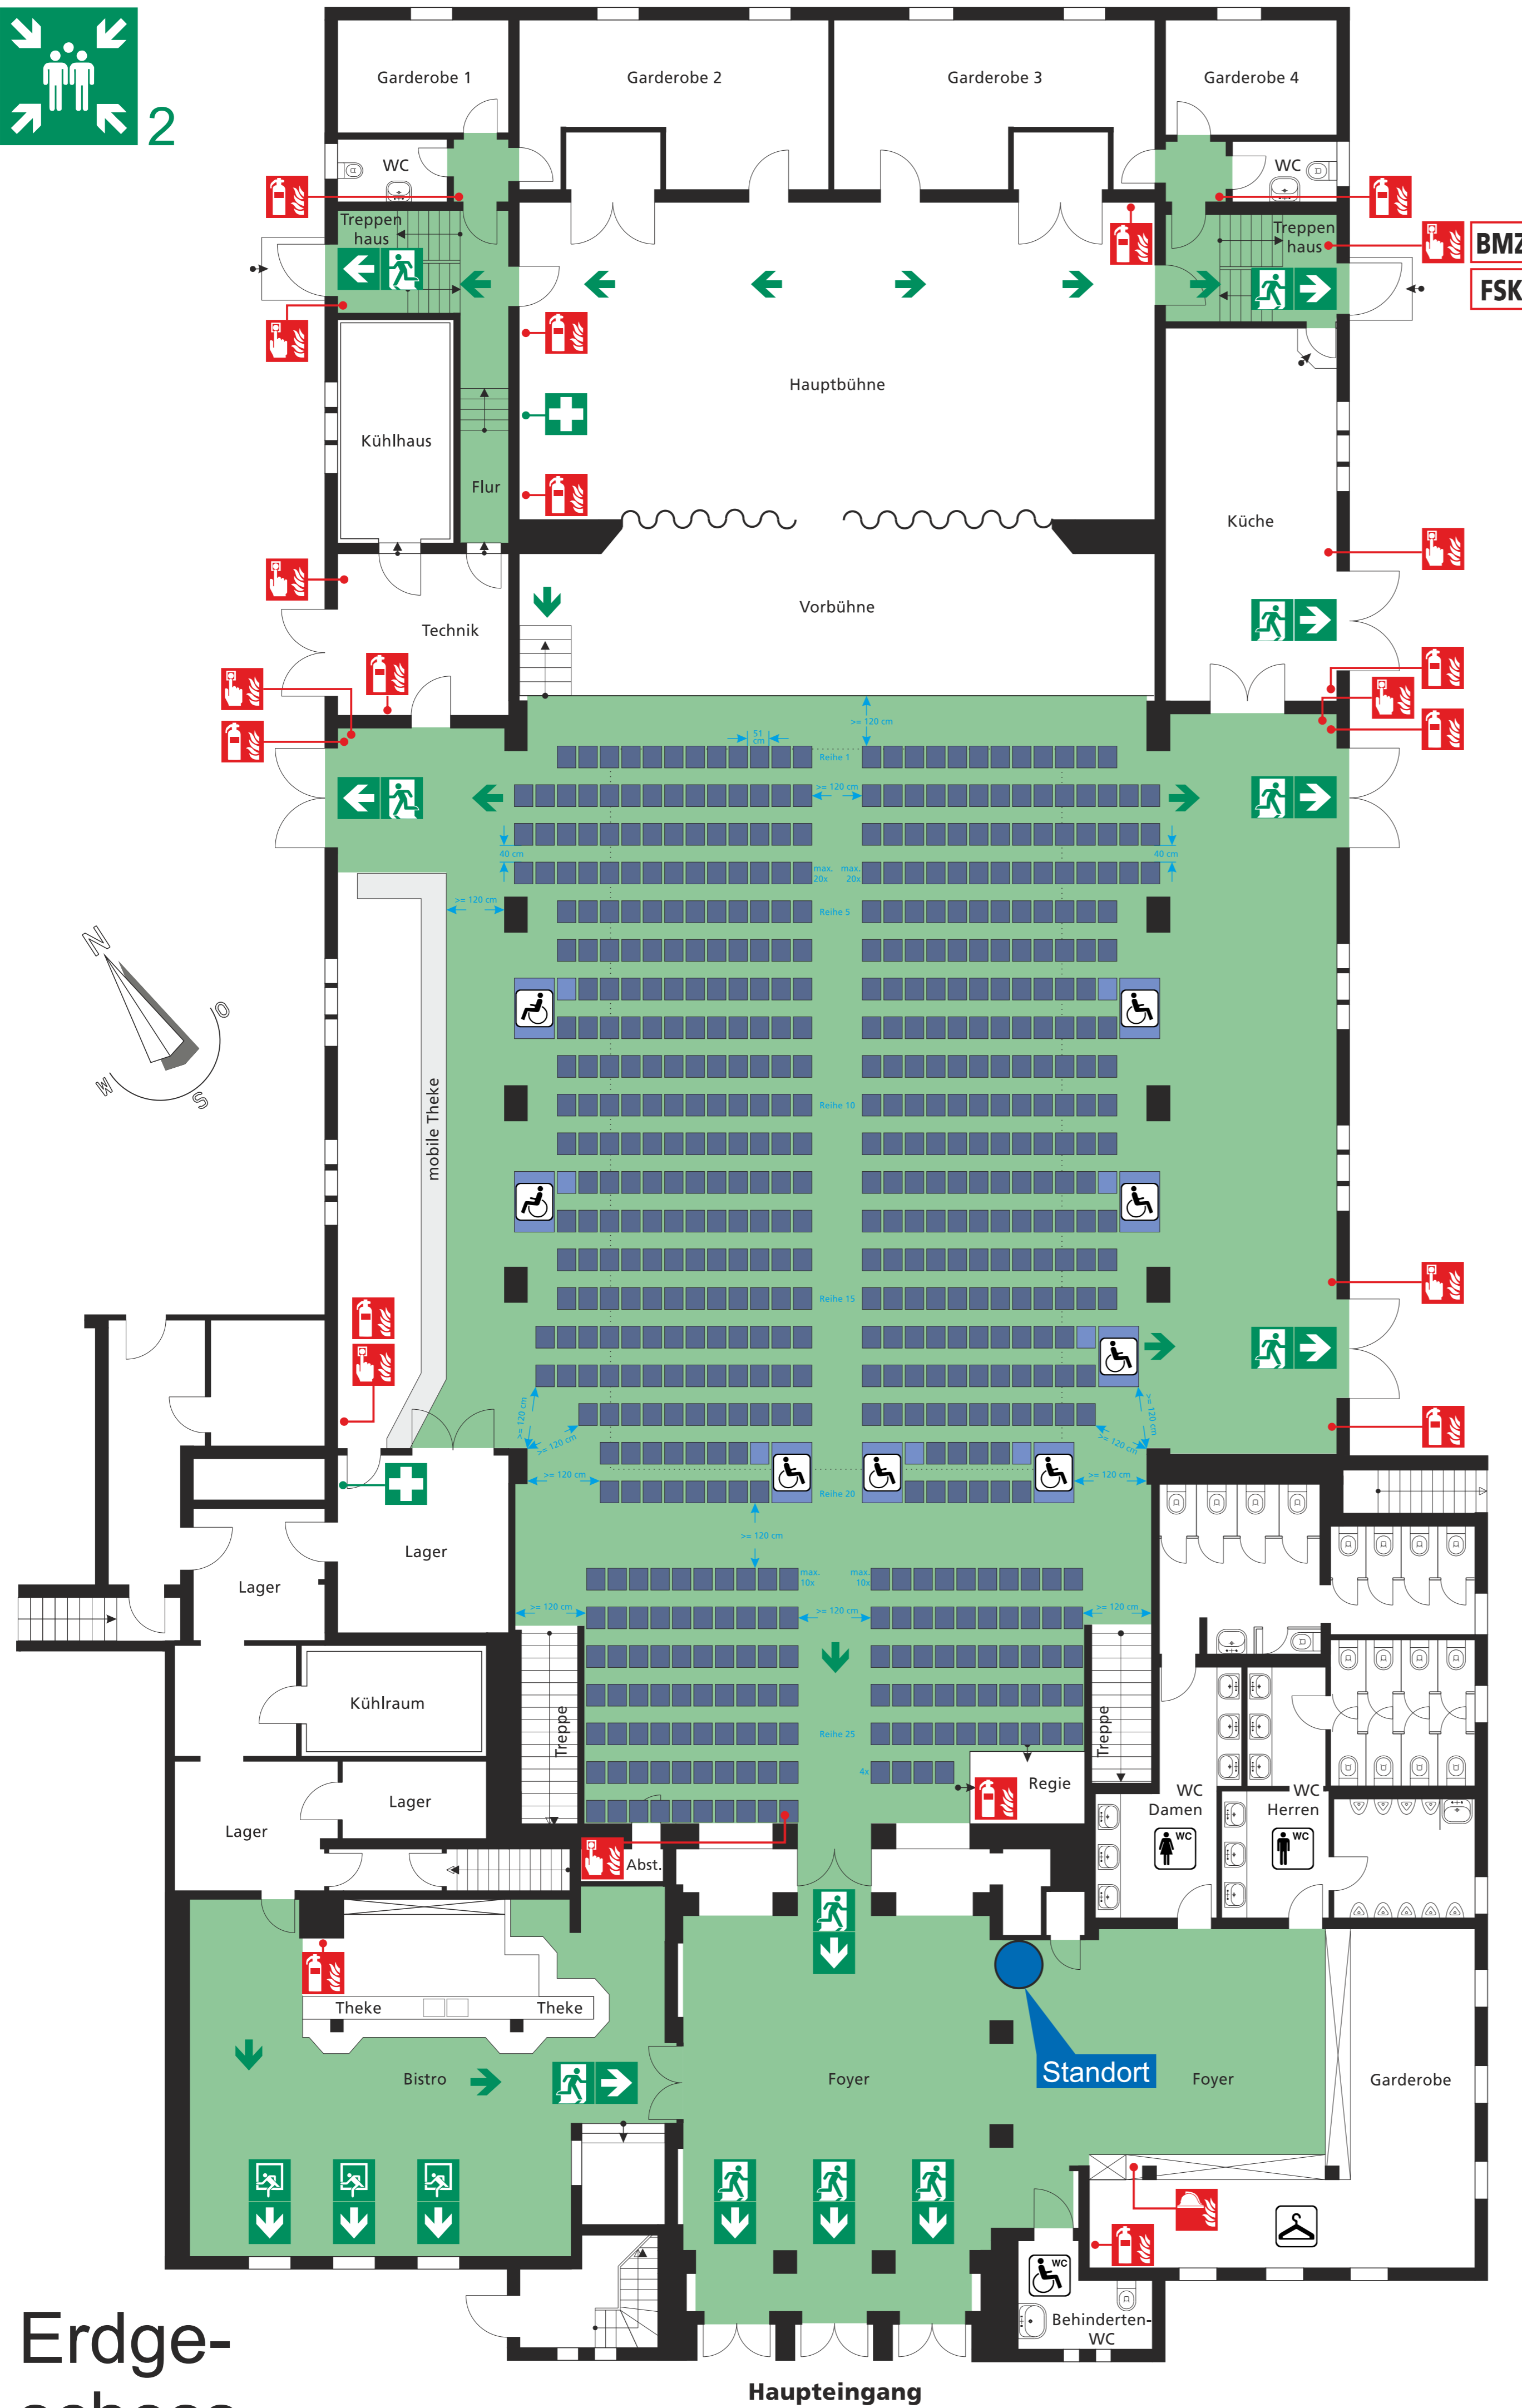 2
Garderobe 1
Garderobe 2
Garderobe 3
Garderobe 4
WC
WC
Treppen
haus
Treppen
haus
BMZ
FSK
Hauptbühne
Kühlhaus
Flur
Küche
Vorbühne
Technik
>= 120 cm
51
cm
Reihe 1
>= 120 cm
40 cm
40 cm
max.
20x
max.
20x
>= 120 cm
Reihe 5
N
O
W
S
mobile Theke
Reihe 10
Reihe 15
>= 120 cm
>= 120 cm
>= 120 cm
>= 120 cm
>= 120 cm
>= 120 cm
Reihe 20
>= 120 cm
Lager
Lager
max.
10x
max.
10x
>= 120 cm
>= 120 cm
>= 120 cm
Kühlraum
Treppe
Treppe
Reihe 25
4x
Regie
Lager
Lager
WC
Damen
WC
WC
Herren
WC
Abst.
Theke
Theke
Standort
Bistro
Foyer
Foyer
Garderobe
WC
Behinderten-
WC
Erdge-
Haupteingang